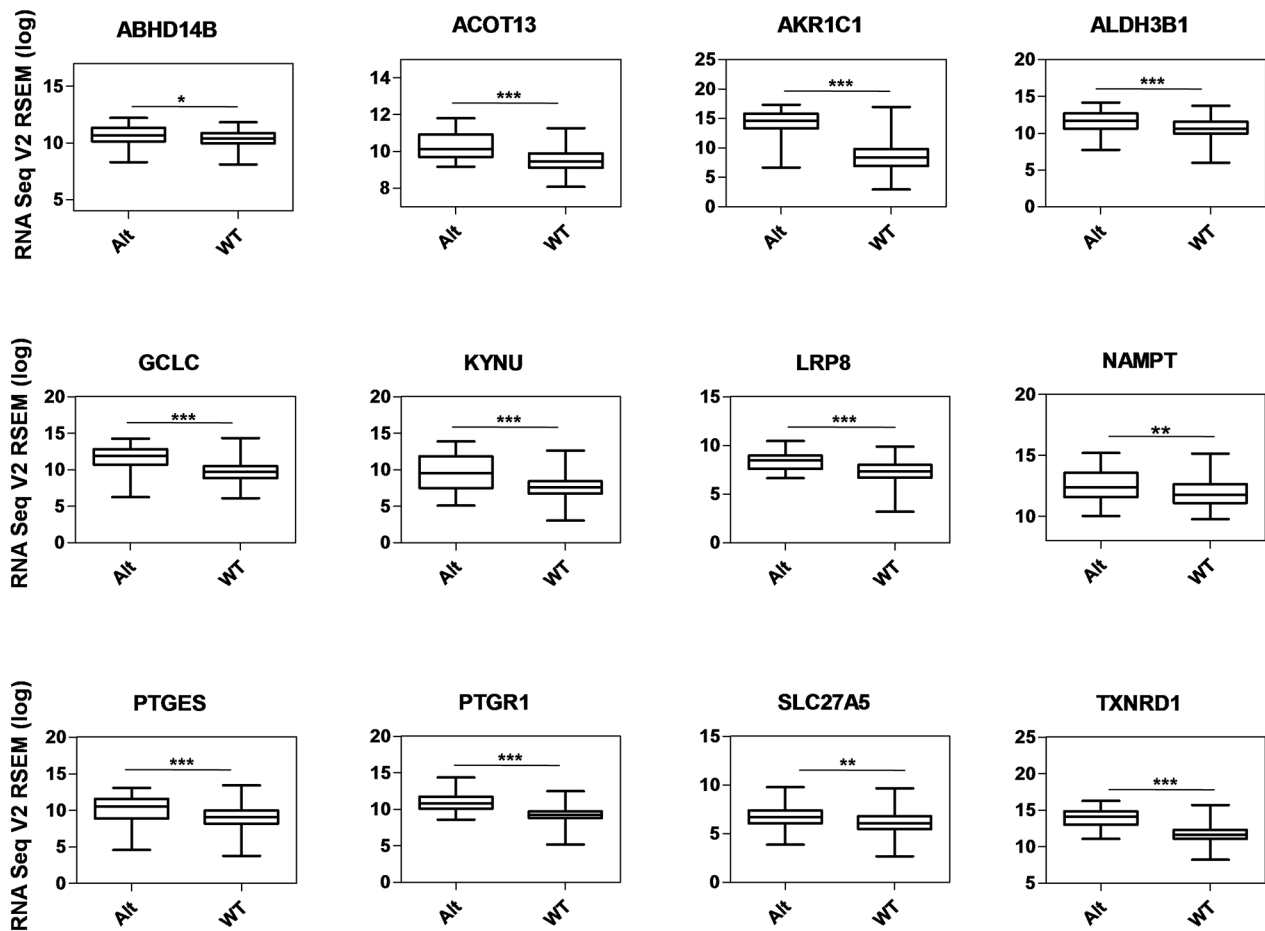 ABHD14B
ACOT13
AKR1C1
ALDH3B1
RNA Seq V2 RSEM (log)
15
10
5
*
Alt
WT
14
12
10
8
***
Alt
WT
25
20
15
10
5
0
***
Alt
WT
20
15
10
5
0
***
Alt
WT
GCLC
KYNU
LRP8
NAMPT
RNA Seq V2 RSEM (log)
20
15
10
5
0
***
Alt
WT
20
15
10
5
0
***
Alt
WT
15
10
5
0
***
Alt
WT
20
15
10
**
Alt
WT
PTGES
PTGR1
SLC27A5
TXNRD1
RNA Seq V2 RSEM (log)
20
15
10
5
0
***
Alt
WT
20
15
10
5
0
***
Alt
WT
15
10
5
0
**
Alt
WT
25
20
15
10
5
***
Alt
WT